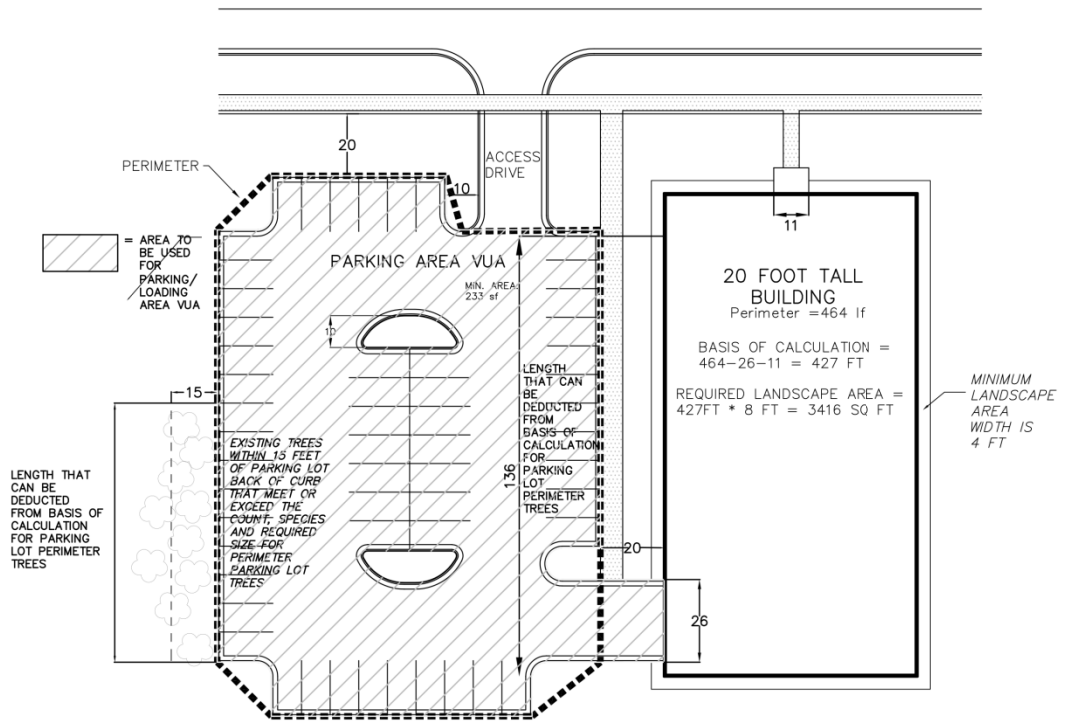 20
PERIMETER
ACCESS
DRIVE
10
11
= AREA TO
BE USED
FOR
PARKING/
LOADING
AREA VUA
PARKING AREA VUA
MIN. AREA:
233 sf
10
20 FOOT TALL
BUILDING
Perimeter =464 lf
BASIS OF CALCULATION =
464-26-11 = 427 FT
REQUIRED LANDSCAPE AREA =
427FT * 8 FT = 3416 SQ FT
MINIMUM
LANDSCAPE
AREA
WIDTH IS
4 FT
LENGTH
THAT CAN
BE
DEDUCTED
FROM
BASIS OF
CALCULATION
FOR
PARKING
LOT
PERIMETER
TREES
136
15
EXISTING TREES
WITHIN 15 FEET
OF PARKING LOT
BACK OF CURB
THAT MEET OR
EXCEED THE
COUNT, SPECIES
AND REQUIRED
SIZE FOR
PERIMETER
PARKING LOT
TREES
LENGTH THAT
CAN BE
DEDUCTED
FROM BASIS OF
CALCULATION
FOR PARKING
LOT PERIMETER
TREES
20
26